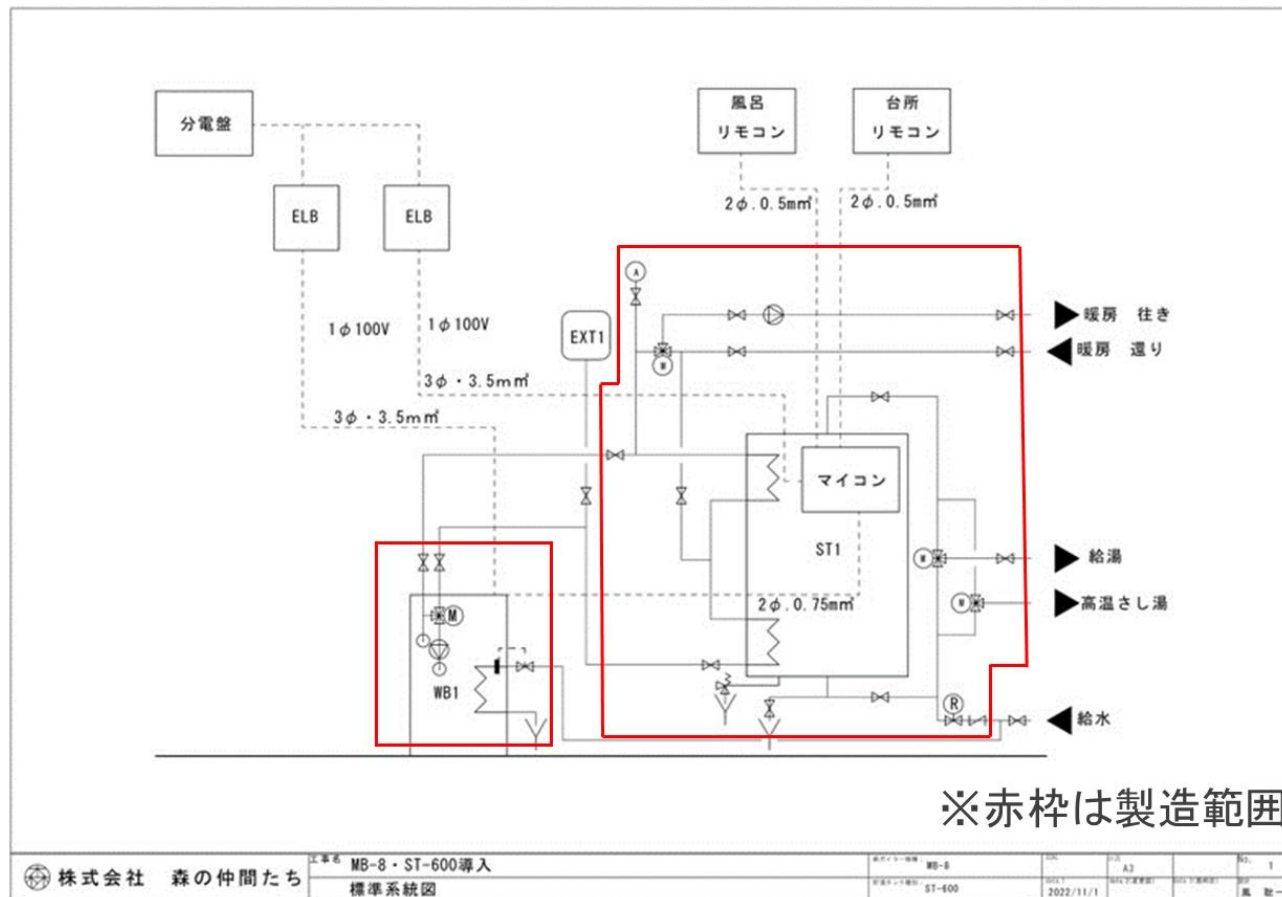 分電盤
風呂
リモコン
台所
リモコン
ELB
ELB
2φ.0.5m㎡
2φ.0.5m㎡
A
1φ100V
1φ100V
EXT1
暖房 往き
暖房 還り
M
3φ・3.5m㎡
3φ・3.5m㎡
マイコン
ST1
M
給湯
2φ.0.75m㎡
M
高温さし湯
M
WB1
R
給水
※赤枠は製造範囲
株式会社 森の仲間たち
工事名
MB-8・ST-600導入
標準系統図
MB-8
ST-600
A3
No.
1
2022/11/1